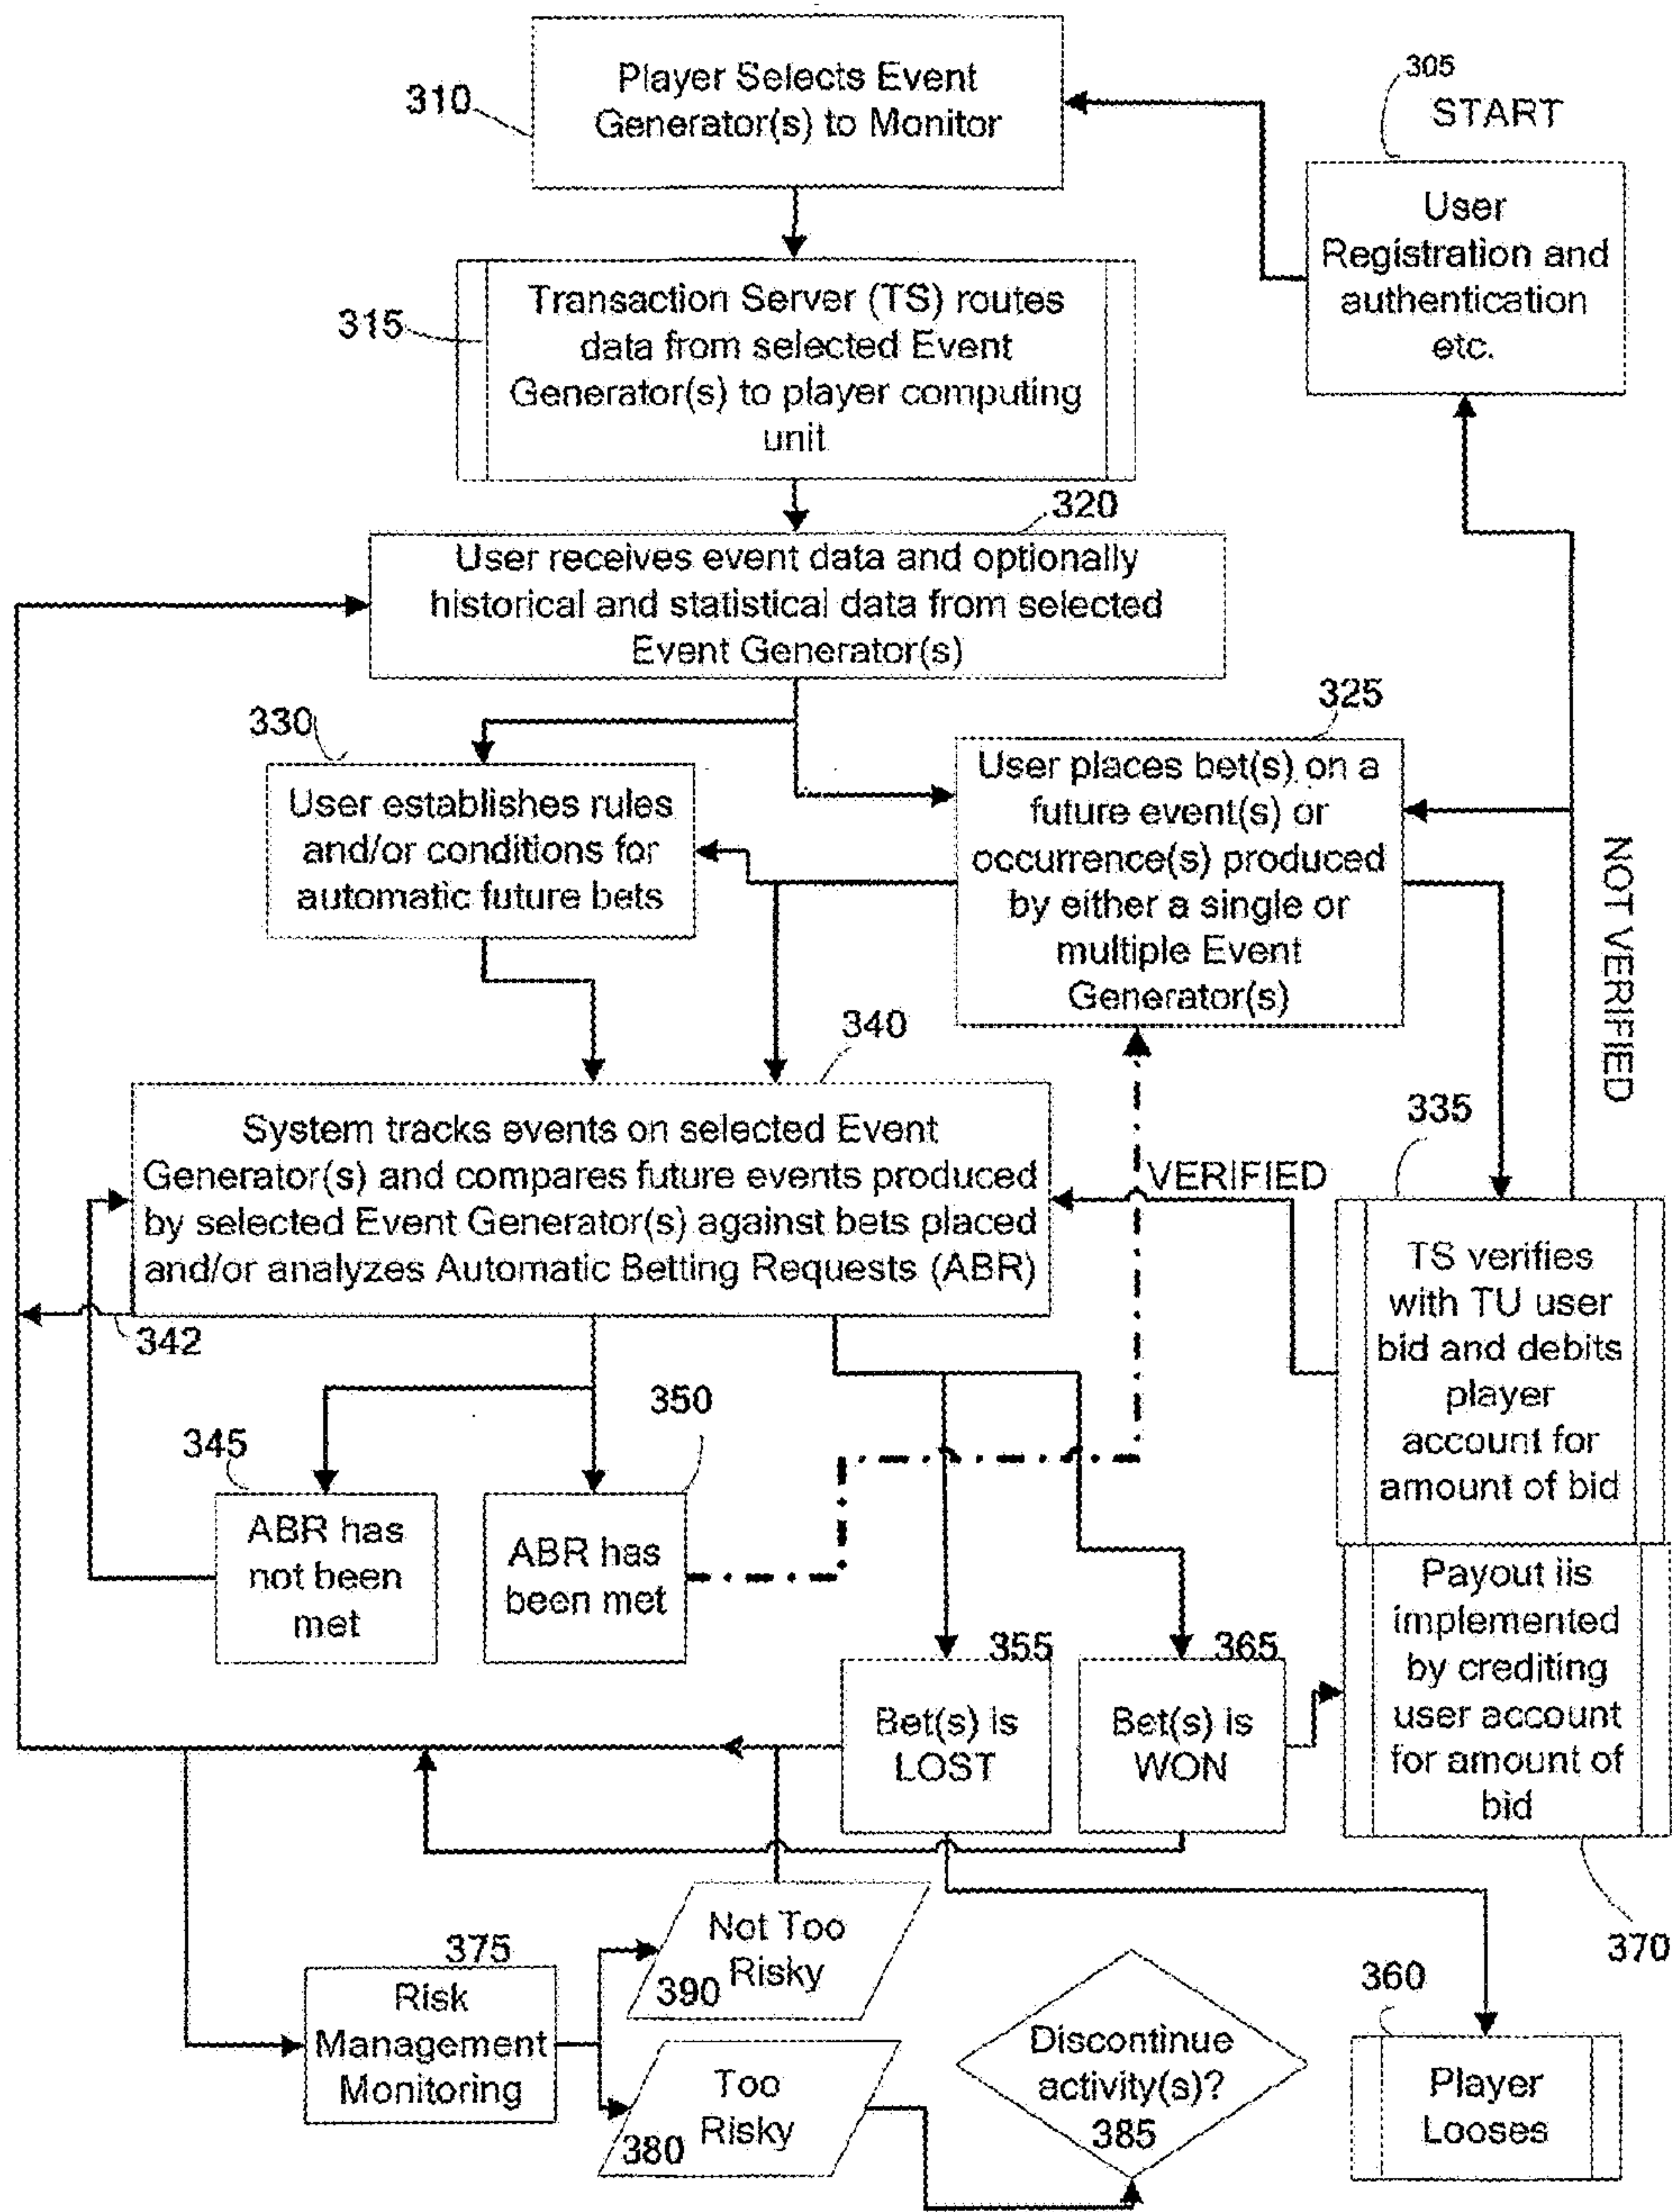 310
Player Selects Event
Generator(s) to Monitor
305
START
User
Registration and
authentication
etc.
315
Transaction Server (TS) routes
data from selected Event
Generator(s) to player computing
unit
320
User receives event data and optionally
historical and statistical data from selected
Event Generator(s)
330
User establishes rules
and/or conditions for
automatic future bets
325
User places bet(s) on a
future event(s) or
occurrence(s) produced
by either a single or
multiple Event
Generator(s)
NOT VERIFIED
340
System tracks events on selected Event
Generator(s) and compares future events produced
by selected Event Generator(s) against bets placed
and/or analyzes Automatic Betting Requests (ABR)
VERIFIED
335
TS verifies
with TU user
bid and debits
player
account for
amount of bid
342
345
ABR has
not been
met
350
ABR has
been met
355
Bet(s) is
LOST
365
Bet(s) is
WON
Payout iis
implemented
by crediting
user account
for amount of
bid
370
375
Risk
Management
Monitoring
Not Too
Risky
390
Too
Risky
380
Discontinue
activity(s)?
385
360
Player
Looses